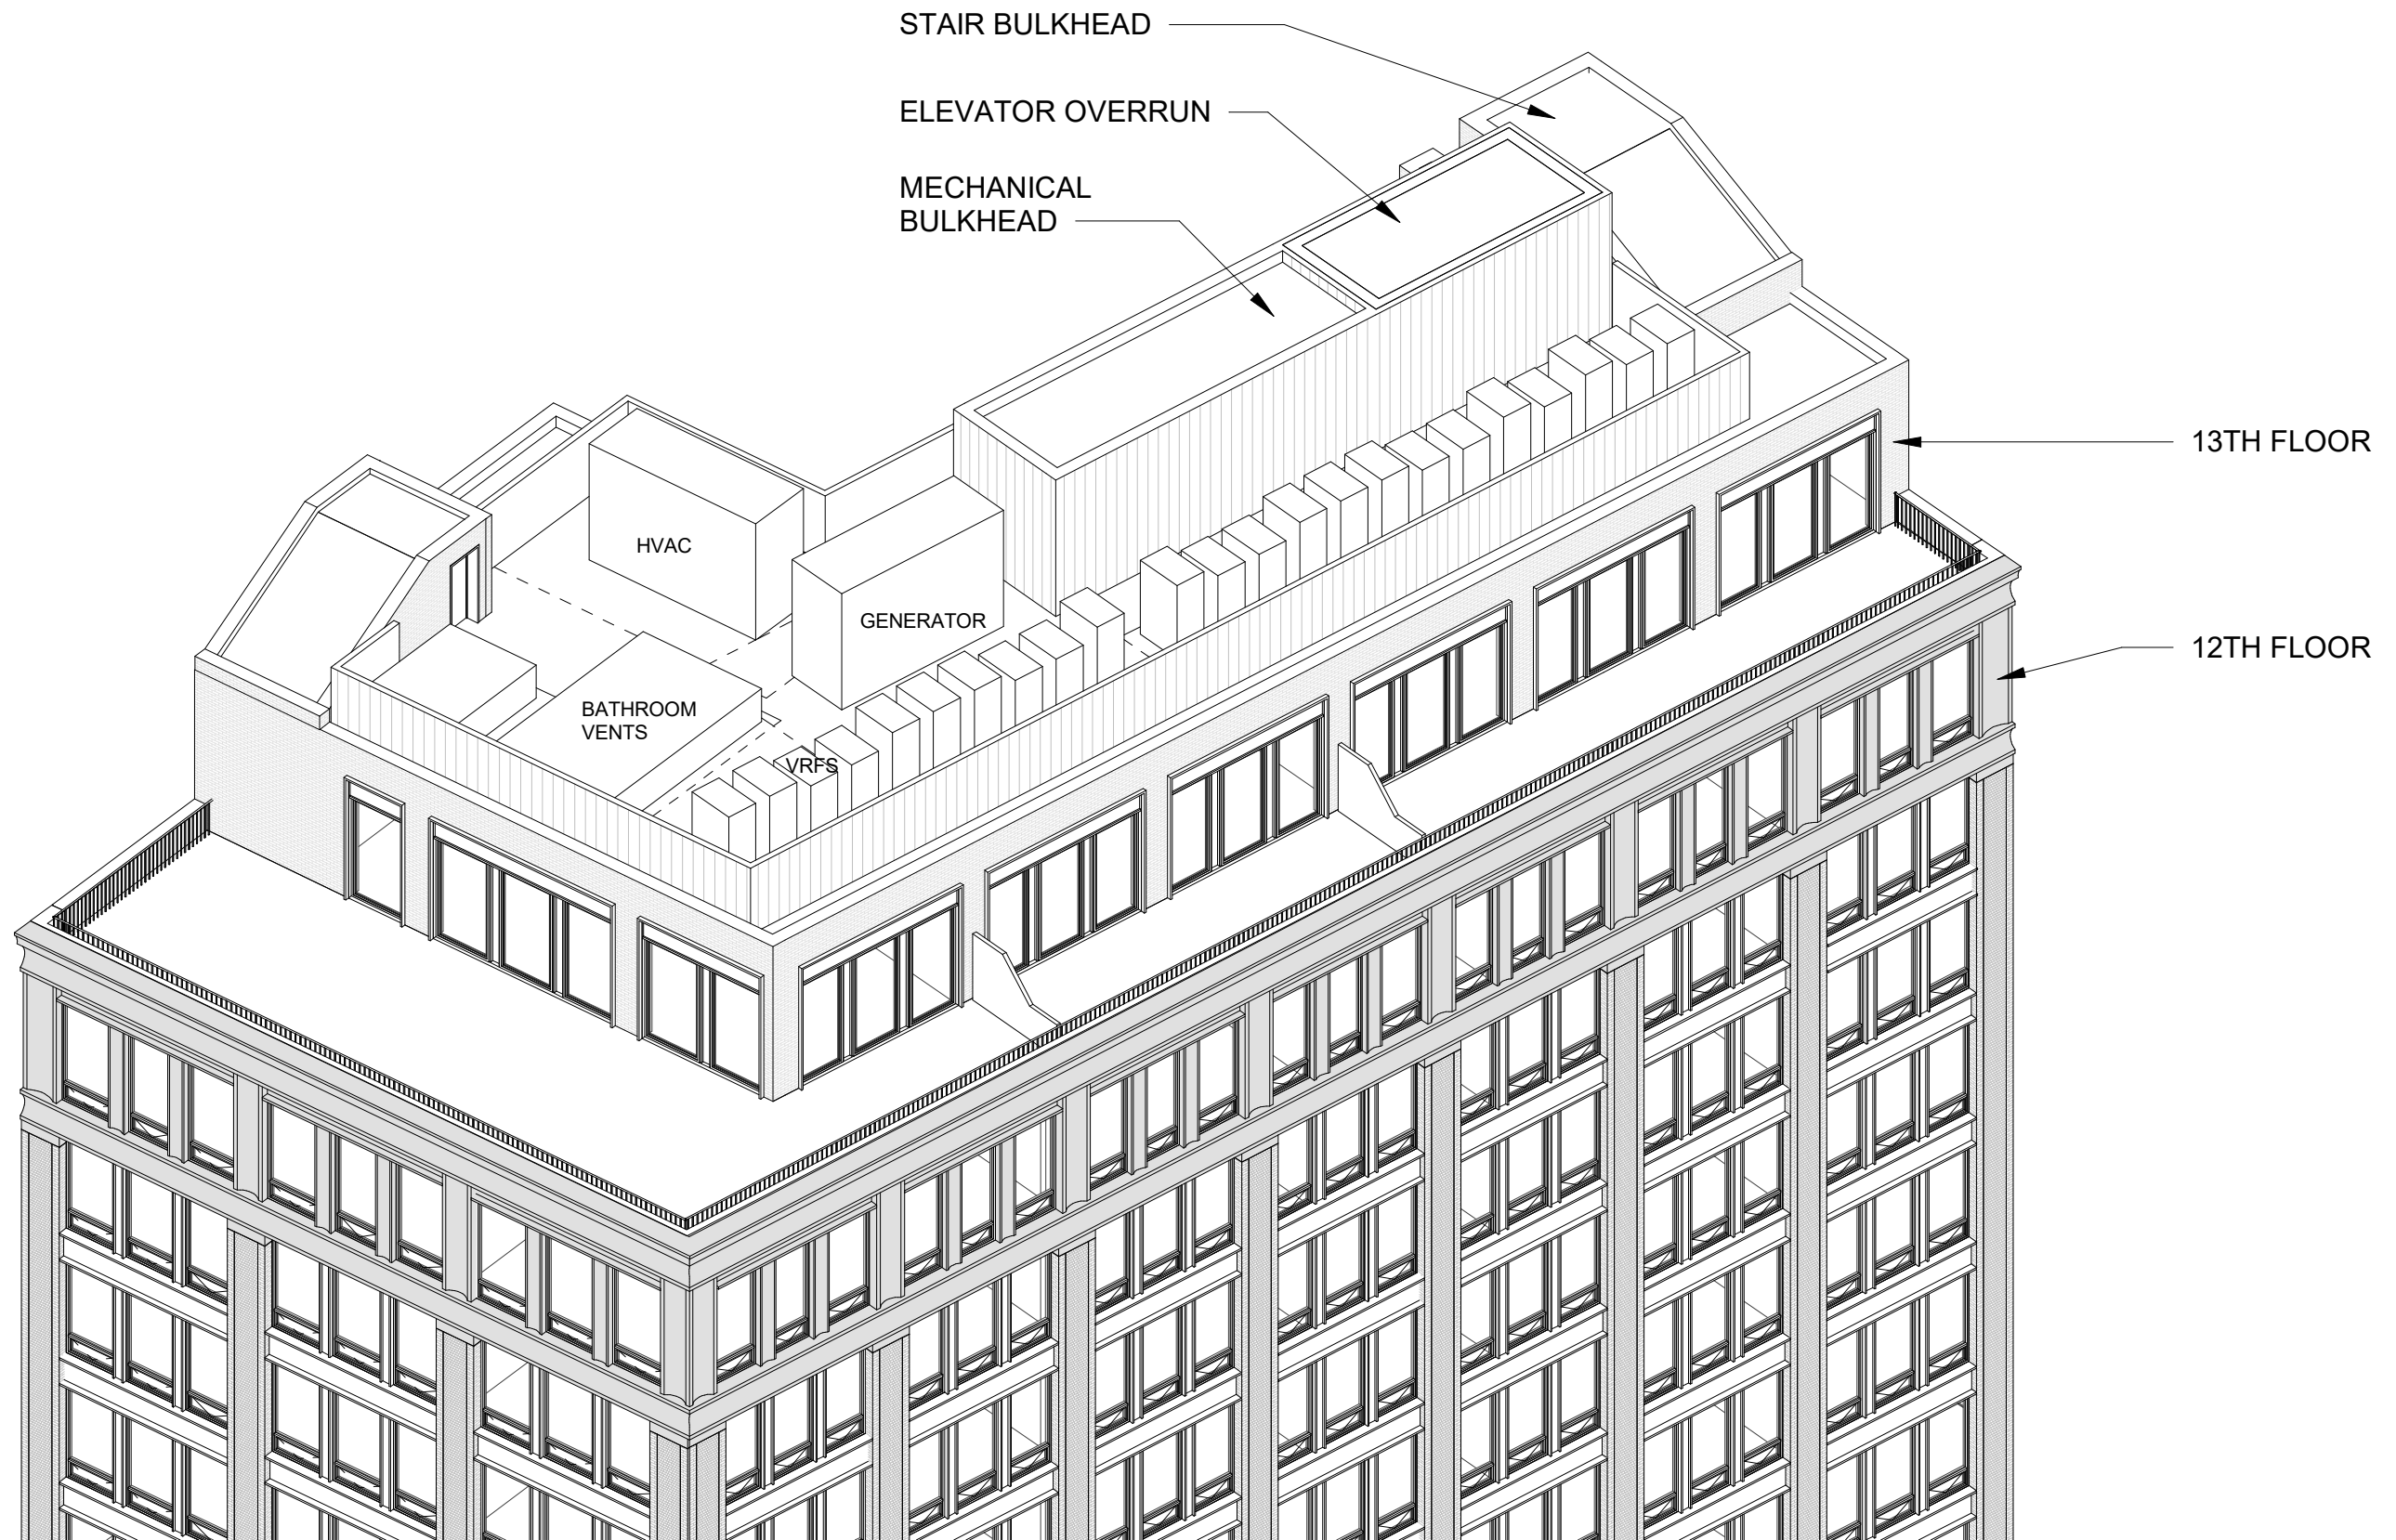 STAIR BULKHEAD
ELEVATOR OVERRUN
MECHANICAL
BULKHEAD
13TH FLOOR
HVAC
GENERATOR
12TH FLOOR
BATHROOM
VENTS
VRFS